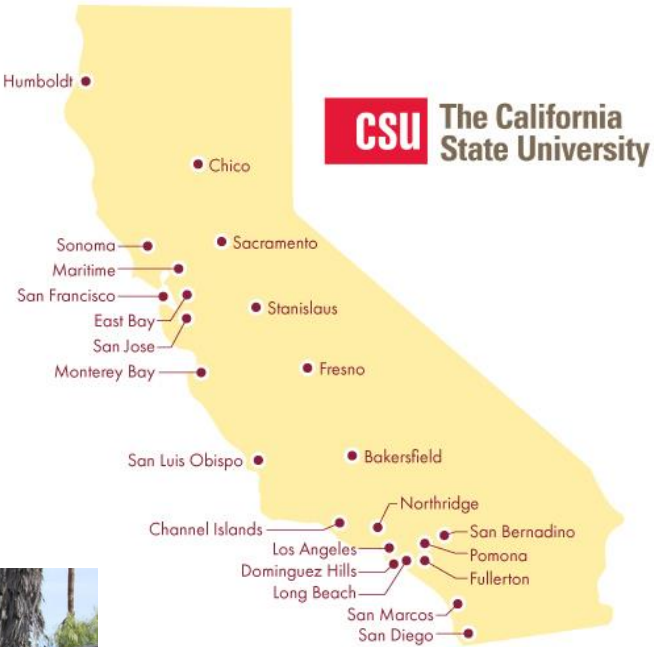 Humboldt
csu The California
State University
Chico
Sonoma
Sacramento
Maritime
San Francisco
East Bay
Stanislaus
San Jose
Monterey Bay
Fresno
San Luis Obispo
Bakersfield
Northridge
Channel Islands
San Bernadino
Los Angeles
Pomona
Dominguez Hills
Fullerton
Long Beach
San Marcos
San Diego